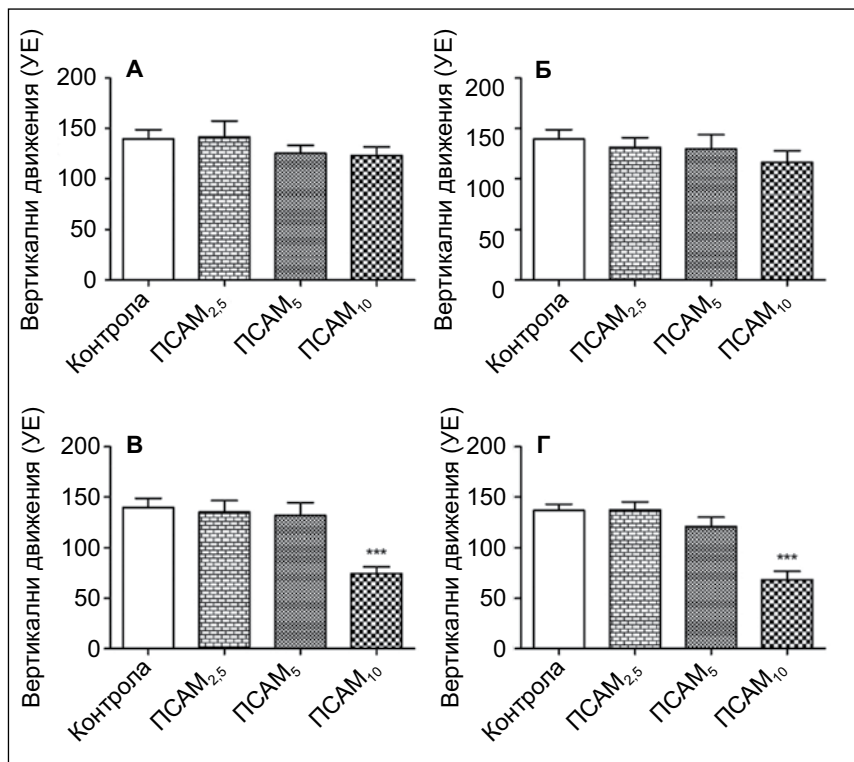 А
Вертикални движения (УЕ)
200
150
100
50
0
Контрола
ПСАМ2,5
ПСАМ5
ПСАМ10
Б
Вертикални движения (УЕ)
200
150
100
50
0
Контрола
ПСАМ2,5
ПСАМ5
ПСАМ10
В
Вертикални движения (УЕ)
200
150
100
50
0
***
Контрола
ПСАМ2,5
ПСАМ5
ПСАМ10
Г
Вертикални движения (УЕ)
200
150
100
50
0
***
Контрола
ПСАМ2,5
ПСАМ5
ПСАМ10